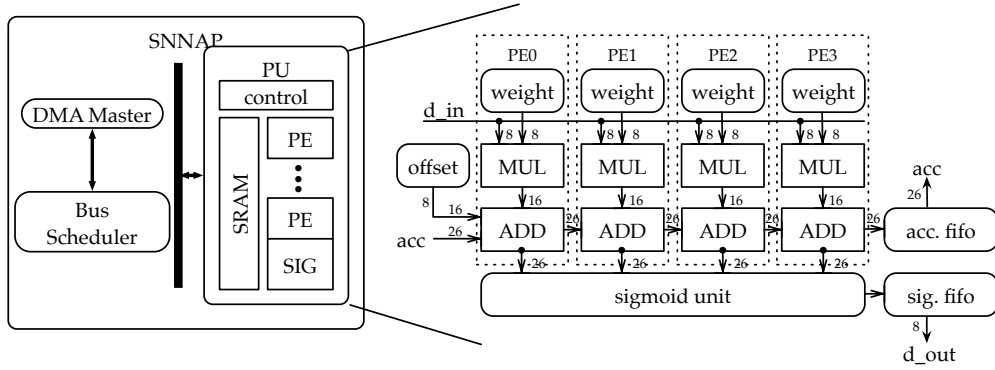 SNNAP
PU
control
DMA Master
Bus
Scheduler
SRAM
PE
PE
SIG
PE0 PE1 PE2 PE3
weight weight weight weight
d_in
8 8 8 8 8 8 8 8
offset MUL MUL MUL MUL
acc
8 16 16 16 16 16 26
26 acc ADD 26 ADD 26 ADD 26 ADD 26 acc. fifo
26 26 26 26
sigmoid unit sig. fifo
8
d_out